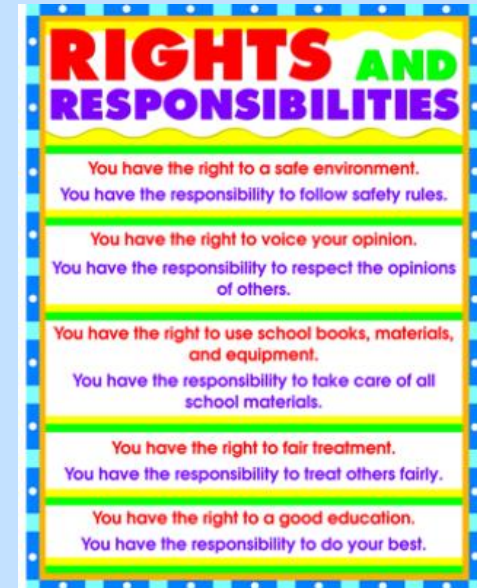 RIGHTS AND
RESPONSIBILITIES
You have the right to a safe environment.
You have the responsibility to follow safety rules.
You have the right to voice your opinion.
You have the responsibility to respect the opinions
of others.
You have the right to use school books, materials,
and equipment.
You have the responsibility to take care of all
school materials.
You have the right to fair treatment.
You have the responsibility to treat others fairly.
You have the right to a good education.
You have the responsibility to do your best.